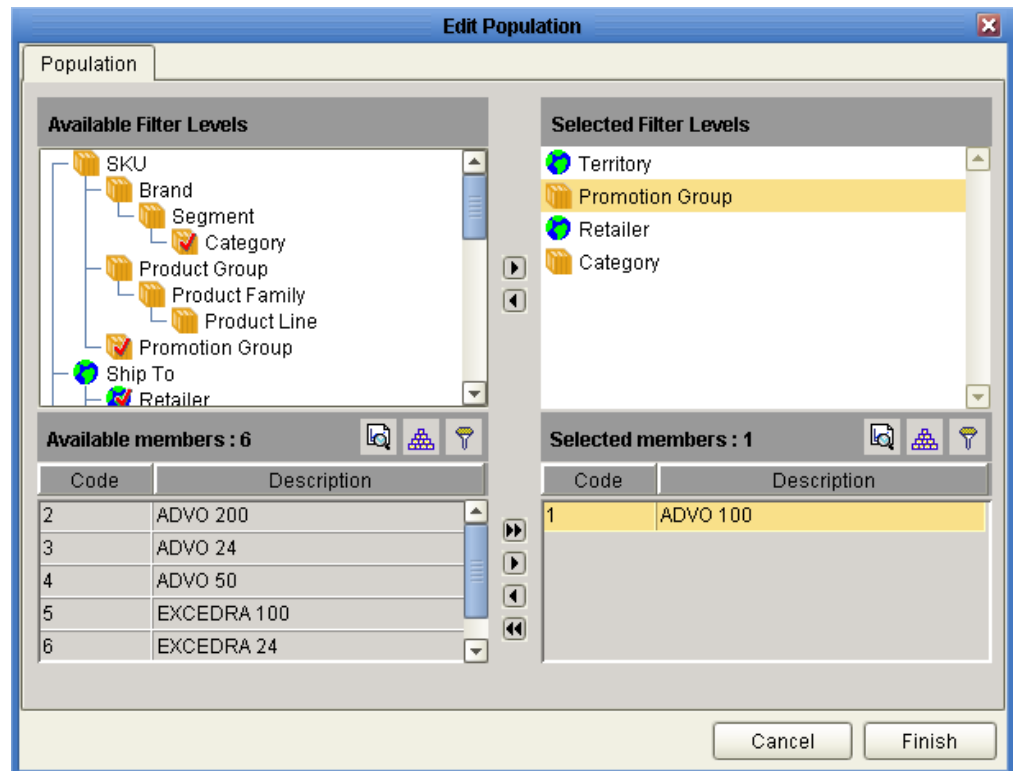 Edit Population
Population
Available Filter Levels
SKU
Brand
Segment
Category
Product Group
Product Family
Product Line
Promotion Group
Ship To
Retailer
Selected Filter Levels
Territory
Promotion Group
Retailer
Category
Available members : 6
Code Description
2 ADVO 200
3 ADVO 24
4 ADVO 50
5 EXCEDRA 100
6 EXCEDRA 24
Selected members : 1
Code Description
1 ADVO 100
Cancel Finish